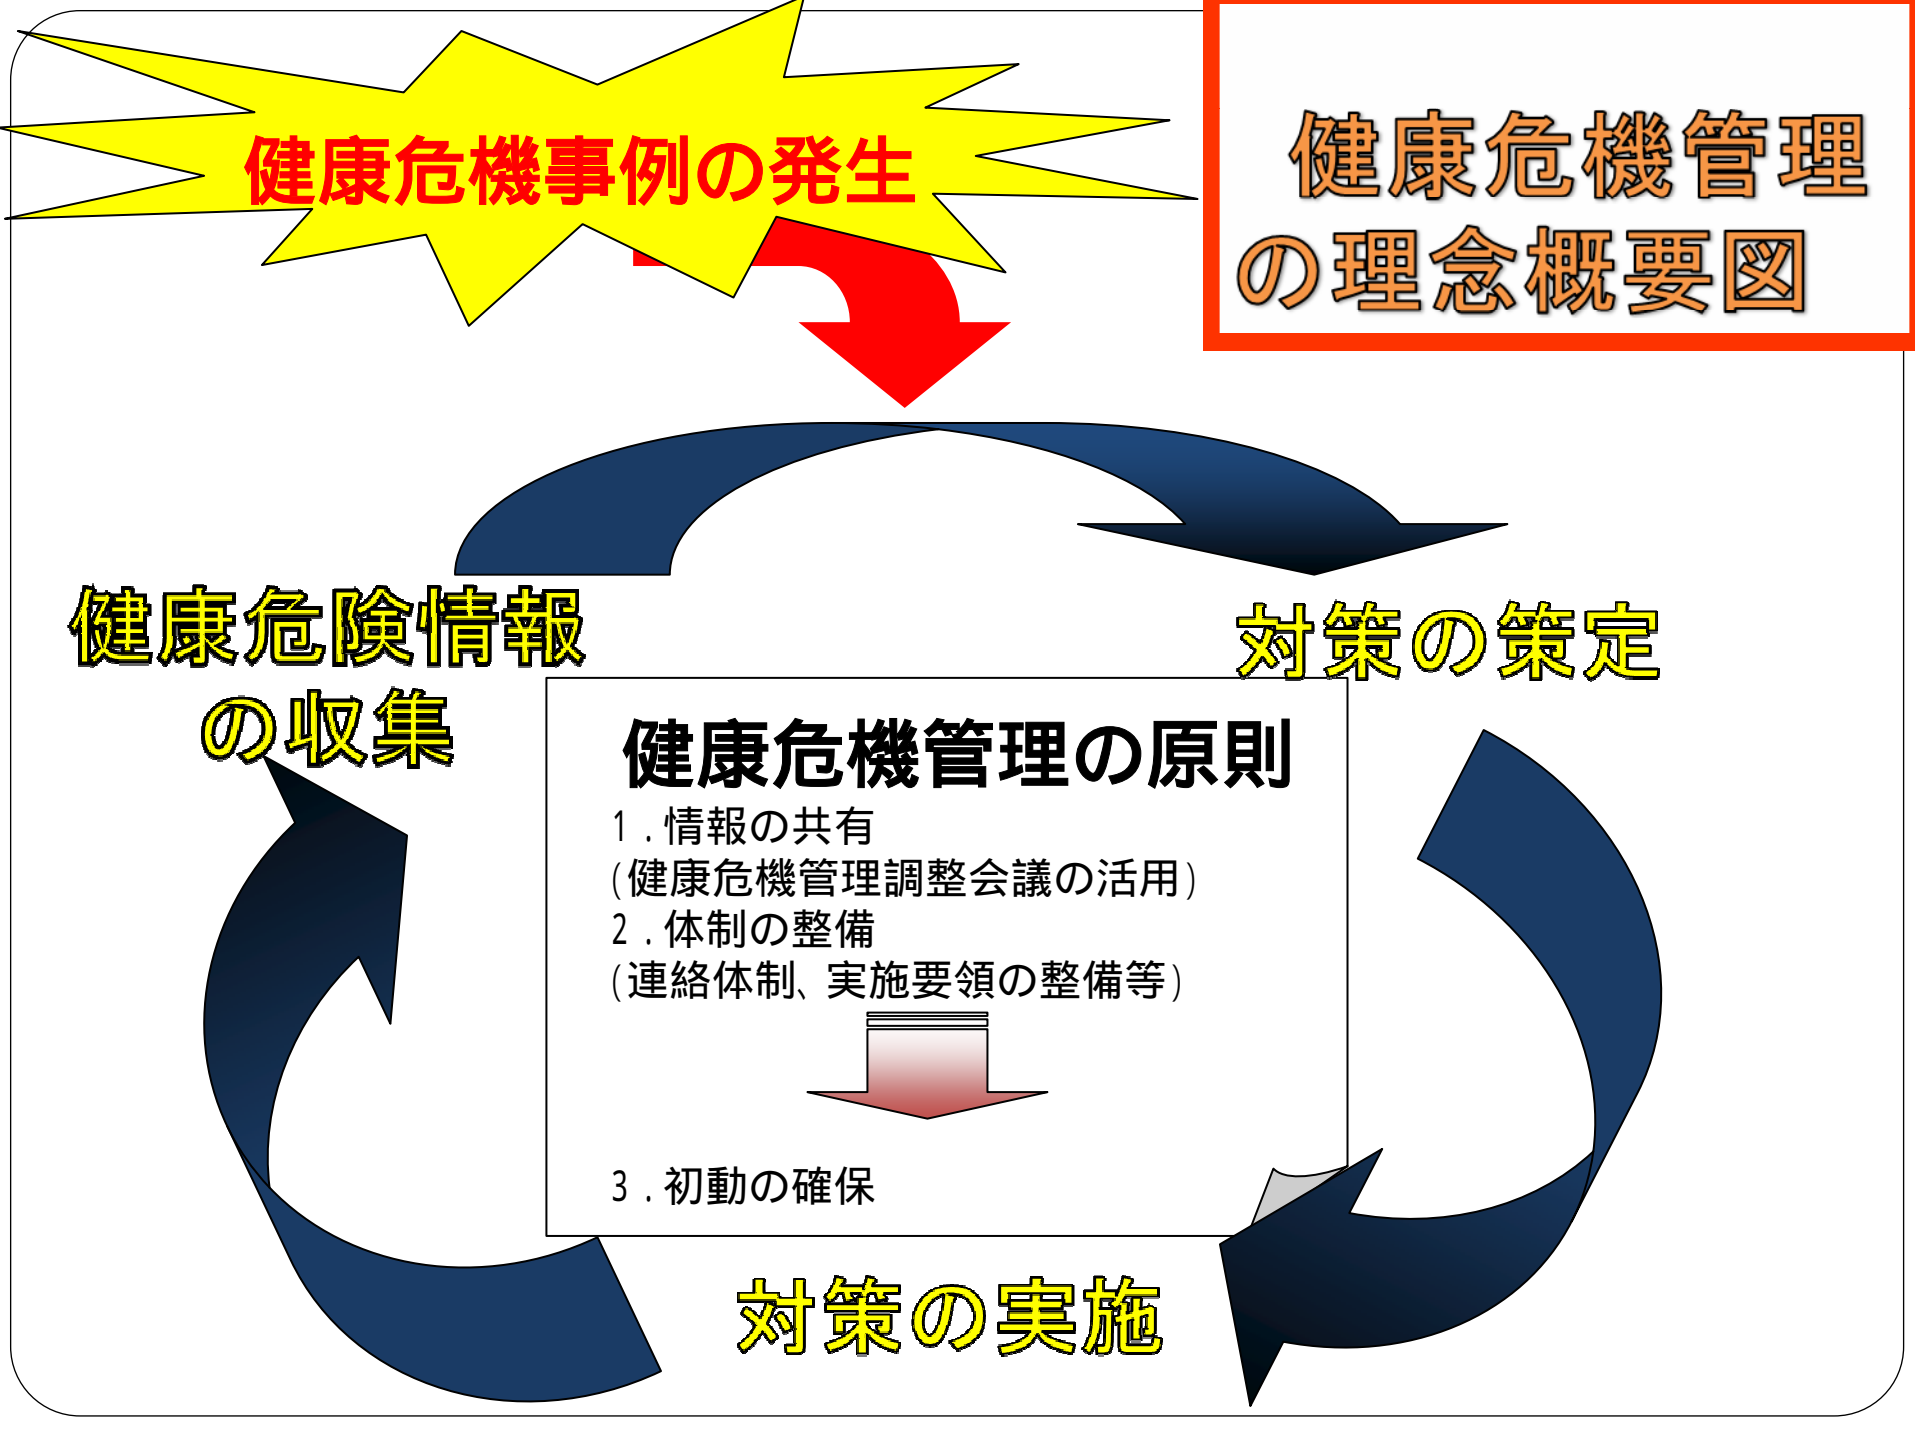 健康危機事例の発生
健康危機管理
の理念概要図
健康危険情報
の収集
対策の策定
健康危機管理の原則
1．情報の共有
(健康危機管理調整会議の活用)
2．体制の整備
(連絡体制、実施要領の整備等)
3．初動の確保
対策の実施